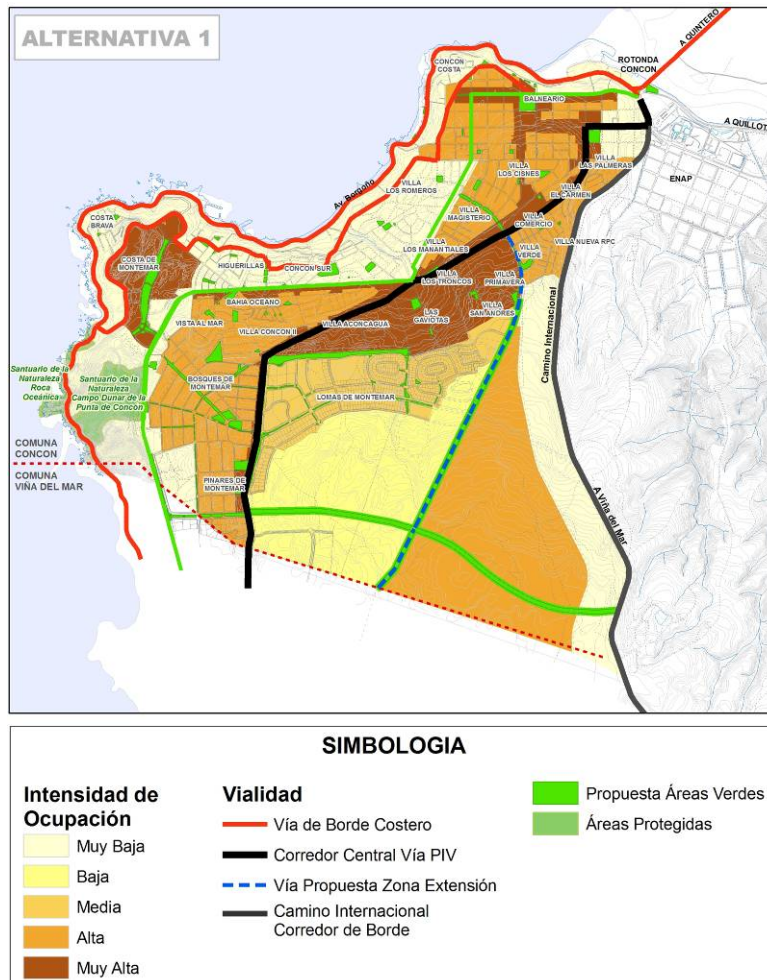 ALTERNATIVA 1
A QUINTERO
ROTONDA
CONCON
CONCON
COSTA
BALNEARIO
A QUILLOTA
VILLA
LAS PALMERAS
ENAP
VILLA
LOS CISNES
VILLA
EL CARMEN
VILLA
LOS ROMEROS
Av. Borgoño
VILLA
MAGISTERIO
VILLA
COMERCIO
COSTA
BRAVA
VILLA
LOS MANANTIALES
VILLA
VERDE
VILLA NUEVA RPC
COSTA DE
MONTEMAR
HIGUERILLAS
CONCON SUR
VILLA
LOS TRONCOS
VILLA
PRIMAVERA
BAHIA OCEANO
LAS
GAVIOTAS
VILLA
SAN ANDRES
VISTA AL MAR
VILLA CONCON II
VILLA ACONCAGUA
Camino Internacional
Santuario de la
Naturaleza
Roca
Oceánica
Santuario de la
Naturaleza
Campo Dunar de la
Punta de Concón
BOSQUES DE
MONTEMAR
LOMAS DE MONTEMAR
COMUNA
CONCON
COMUNA
VIÑA DEL MAR
PINARES DE
MONTEMAR
A Viña del Mar
SIMBOLOGIA
Intensidad de
Ocupación
Muy Baja
Baja
Media
Alta
Muy Alta
Vialidad
Vía de Borde Costero
Corredor Central Vía PIV
Vía Propuesta Zona Extensión
Camino Internacional
Corredor de Borde
Propuesta Áreas Verdes
Áreas Protegidas